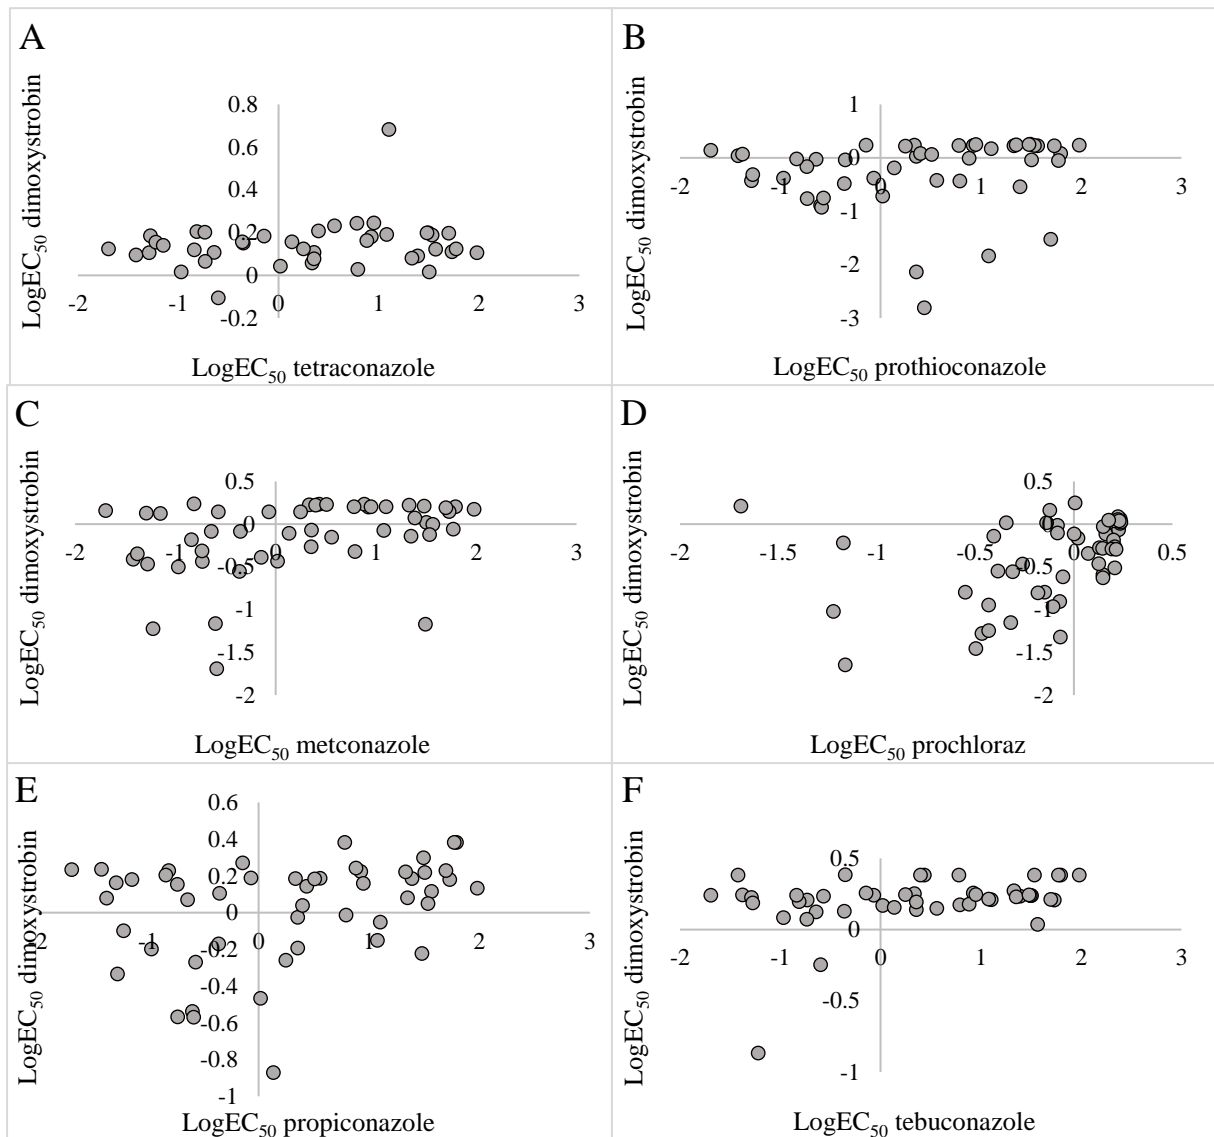 A
LogEC50 dimoxystrobin
0.8
0.6
0.4
0.2
0
-0.2
-2 -1 0 1 2 3
LogEC50 tetraconazole
B
LogEC50 dimoxystrobin
1
0
-1
-2
-3
-2 -1 0 1 2 3
LogEC50 prothioconazole
C
LogEC50 dimoxystrobin
0.5
0
-0.5
-1
-1.5
-2
-2 -1 0 1 2 3
LogEC50 metconazole
D
LogEC50 dimoxystrobin
0.5
0
-0.5
-1
-1.5
-2
-2 -1.5 -1 -0.5 0 0.5
LogEC50 prochloraz
E
LogEC50 dimoxystrobin
0.6
0.4
0.2
0
-0.2
-0.4
-0.6
-0.8
-1
-2 -1 0 1 2 3
LogEC50 propiconazole
F
LogEC50 dimoxystrobin
0.5
0
-0.5
-1
-2 -1 0 1 2 3
LogEC50 tebuconazole